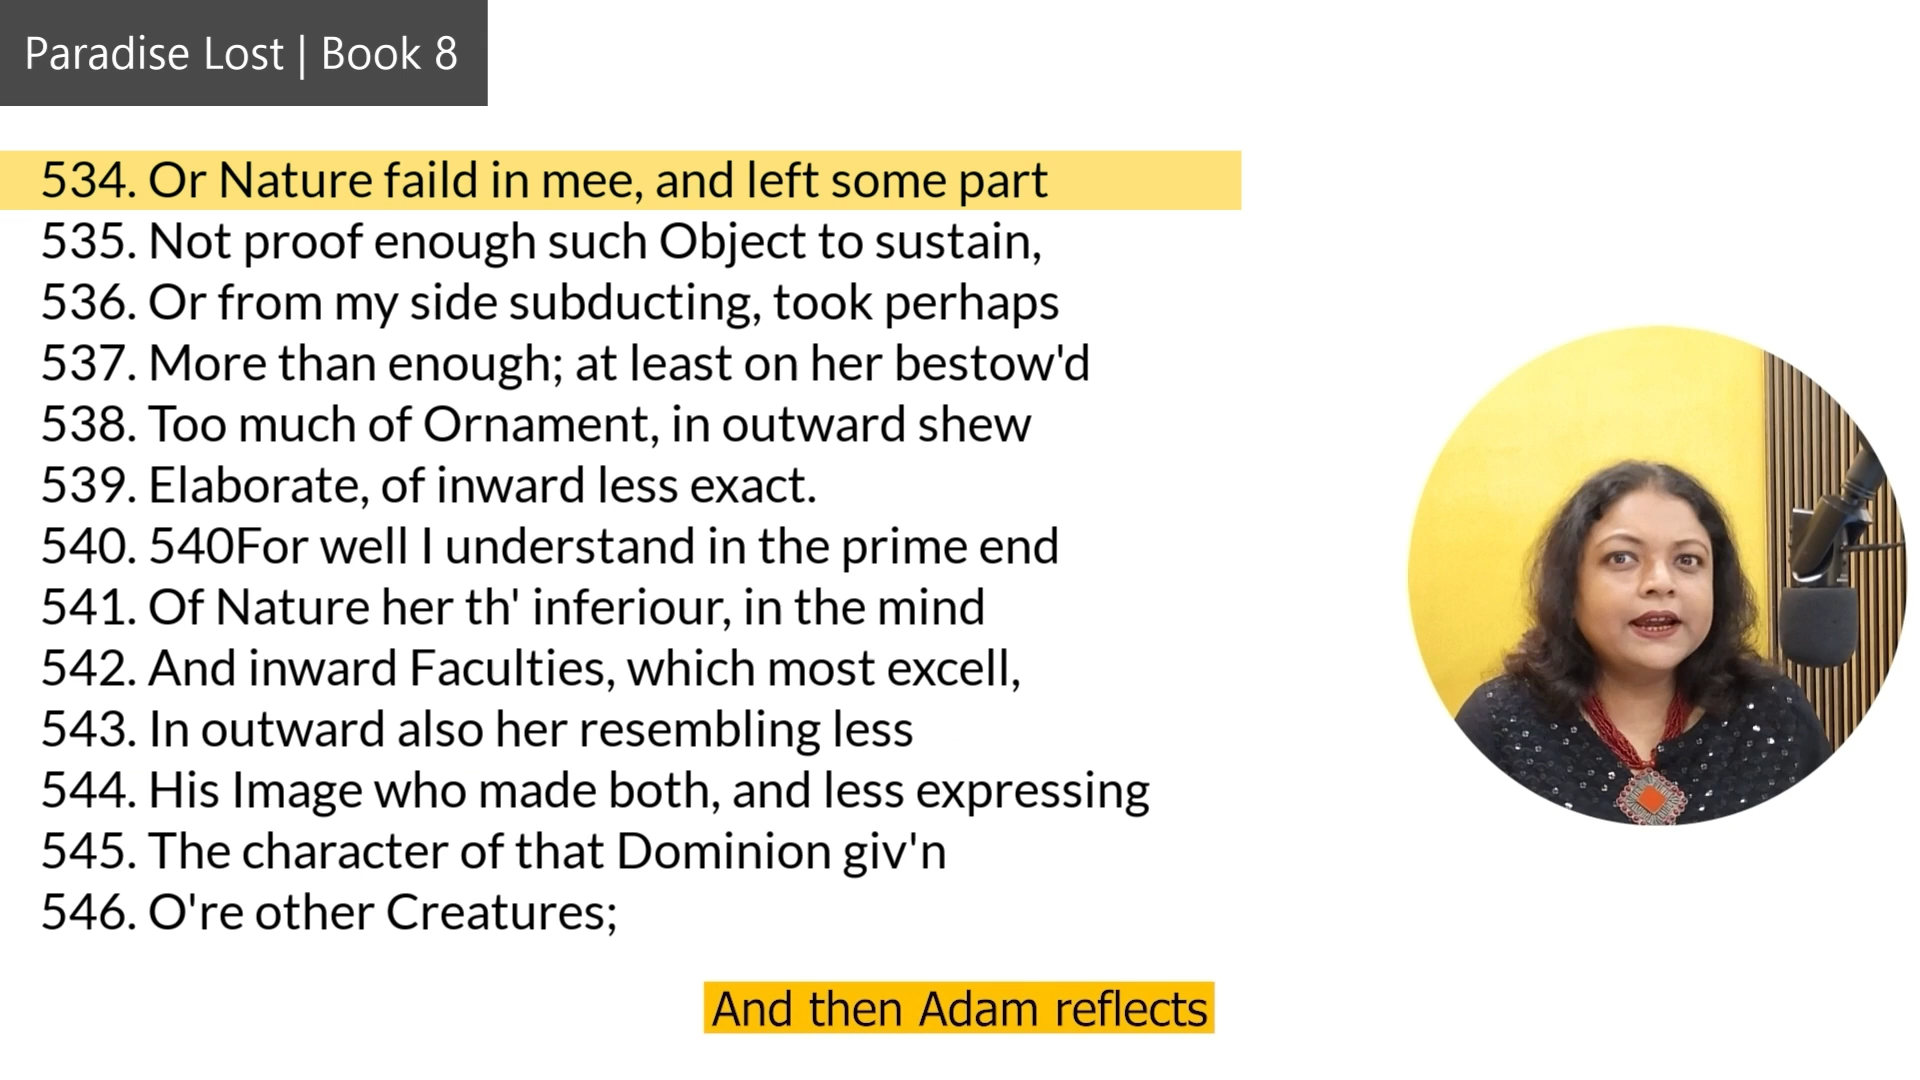 Paradise Lost | Book 8
534. Or Nature faild in mee, and left some part
535. Not proof enough such Object to sustain,
536. Or from my side subducting, took perhaps
537. More than enough; at least on her bestow'd
538. Too much of Ornament, in outward shew
539. Elaborate, of inward less exact.
540. 540For well I understand in the prime end
541. Of Nature her th' inferiour, in the mind
542. And inward Faculties, which most excell,
543. In outward also her resembling less
544. His Image who made both, and less expressing
545. The character of that Dominion giv'n
546. O're other Creatures;
And then Adam reflects